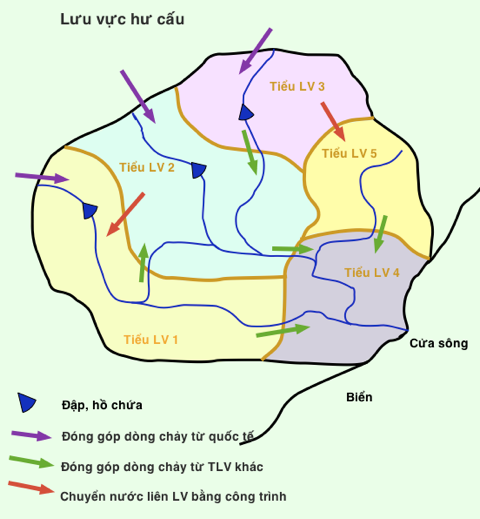 Lưu vực hư cấu
Tiểu LV 3
Tiểu LV 5
Tiểu LV 2
Tiểu LV 4
Tiểu LV 1
Cửa sông
Biển
Đập, hồ chứa
Đóng góp dòng chảy từ quốc tế
Đóng góp dòng chảy từ TLV khác
Chuyển nước liên LV bằng công trình